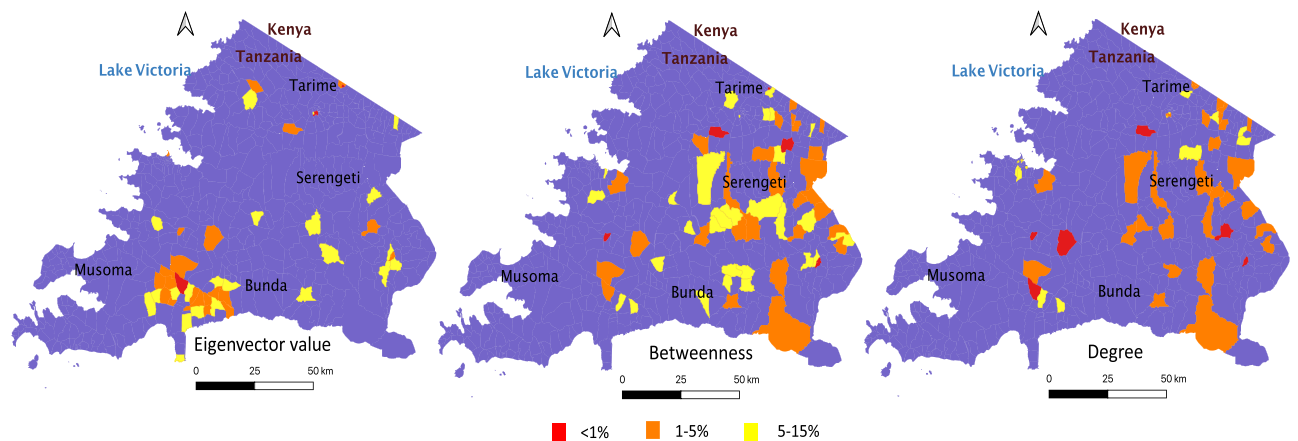 Kenya
Tanzania
Lake Victoria
Tarime
Serengeti
Musoma
Bunda
Eigenvector value
0 25 50 km
Kenya
Tanzania
Lake Victoria
Tarime
Serengeti
Musoma
Bunda
Betweenness
0 25 50 km
Kenya
Tanzania
Lake Victoria
Tarime
Serengeti
Musoma
Bunda
Degree
0 25 50 km
<1% 1-5% 5-15%